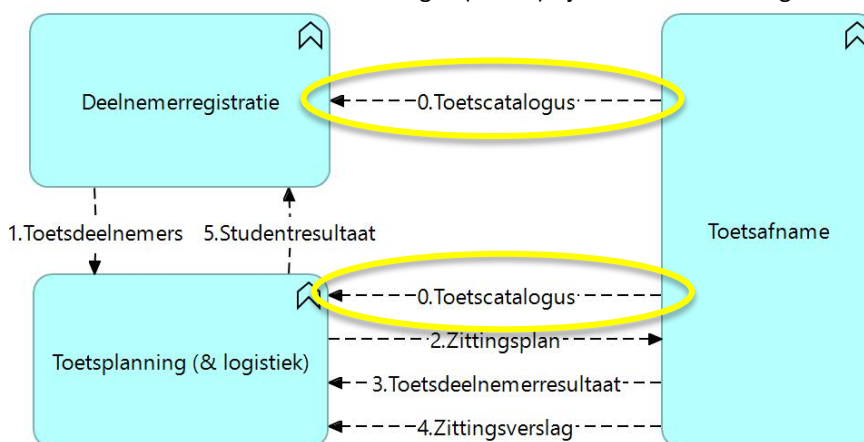 Deelnemerregistratie
0.Toetscatalogus
Toetsafname
1.Toetsdeelnemers
5.Studentresultaat
0.Toetscatalogus
Toetsplanning (& logistiek)
2.Zittingsplan
3.Toetsdeelnemerresultaat
4.Zittingsverslag